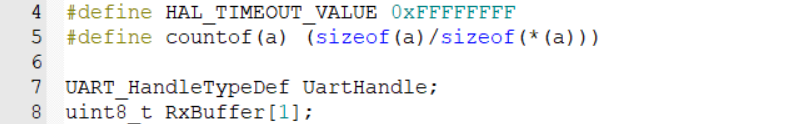 4 #define HAL_TIMEOUT_VALUE 0xFFFFFFFF
5 #define countof(a) (sizeof(a)/sizeof(*(a)))
6
7 UART_HandleTypeDef UartHandle;
8 uint8_t RxBuffer[1];